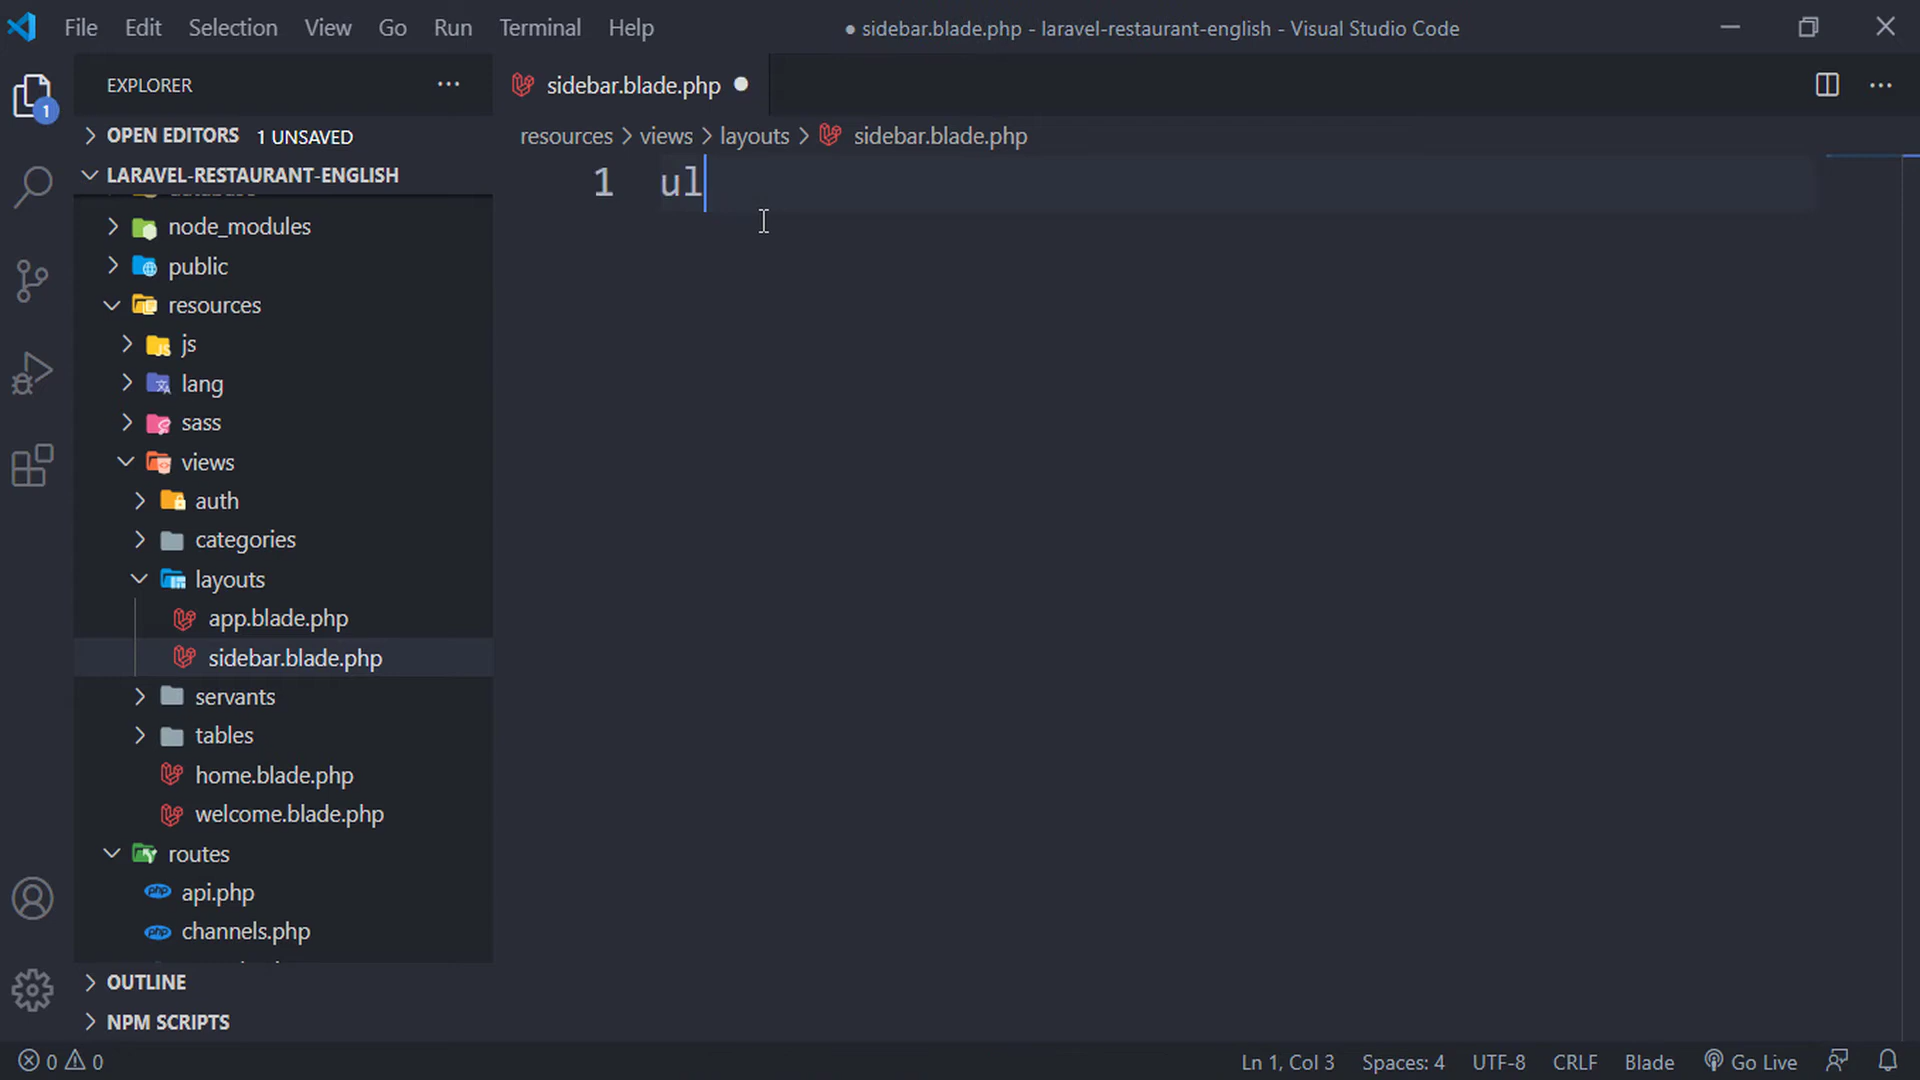 File Edit Selection View Go Run Terminal Help
● sidebar.blade.php - laravel-restaurant-english - Visual Studio Code
EXPLORER
sidebar.blade.php
1
OPEN EDITORS 1 UNSAVED
resources > views > layouts > sidebar.blade.php
LARAVEL-RESTAURANT-ENGLISH
1 ul
node_modules
public
resources
js
lang
sass
views
auth
categories
layouts
app.blade.php
sidebar.blade.php
servants
tables
home.blade.php
welcome.blade.php
routes
api.php
channels.php
OUTLINE
NPM SCRIPTS
0 0
Ln 1, Col 3 Spaces: 4 UTF-8 CRLF Blade Go Live